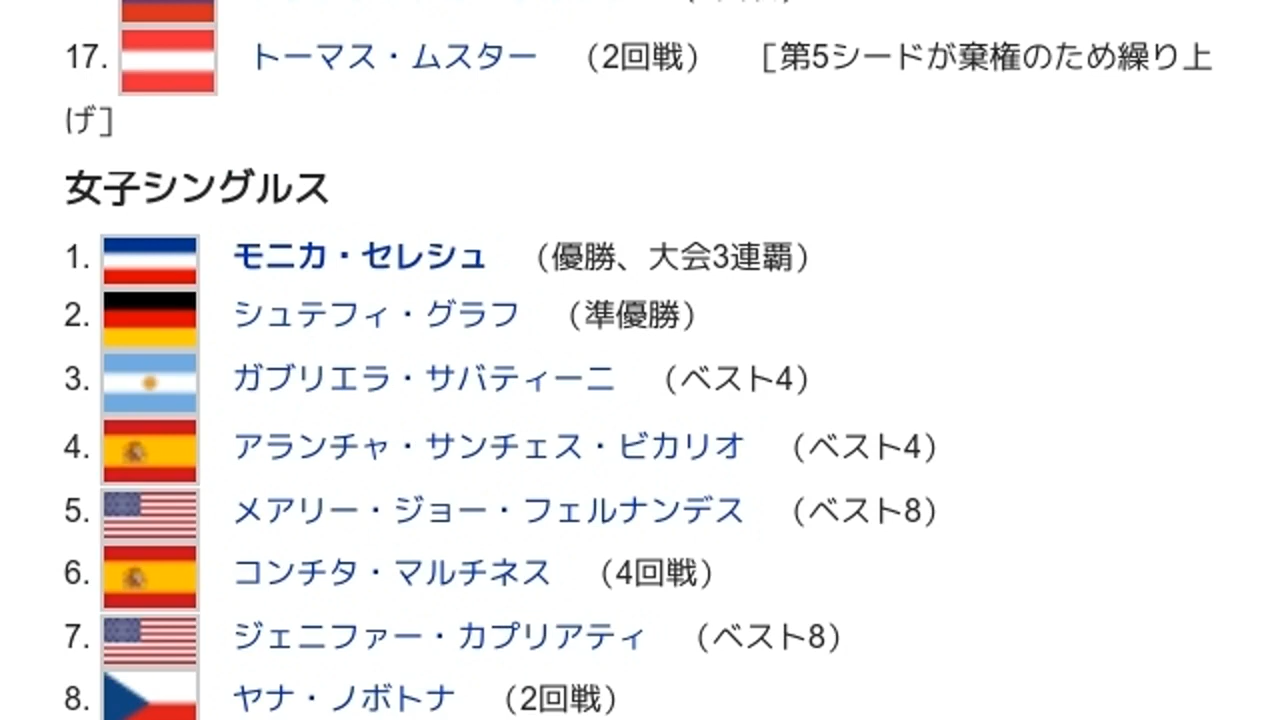 17. トーマス・ムスター (2回戦) [第5シードが棄権のため繰り上
げ]
女子シングルス
1. モニカ・セレシュ (優勝、大会3連覇)
2. シュテフィ・グラフ (準優勝)
3. ガブリエラ・サバティーニ (ベスト4)
4. アランチャ・サンチェス・ビカリオ (ベスト4)
5. メアリー・ジョー・フェルナンデス (ベスト8)
6. コンチタ・マルチネス (4回戦)
7. ジェニファー・カプリアティ (ベスト8)
8. ヤナ・ノボトナ (2回戦)